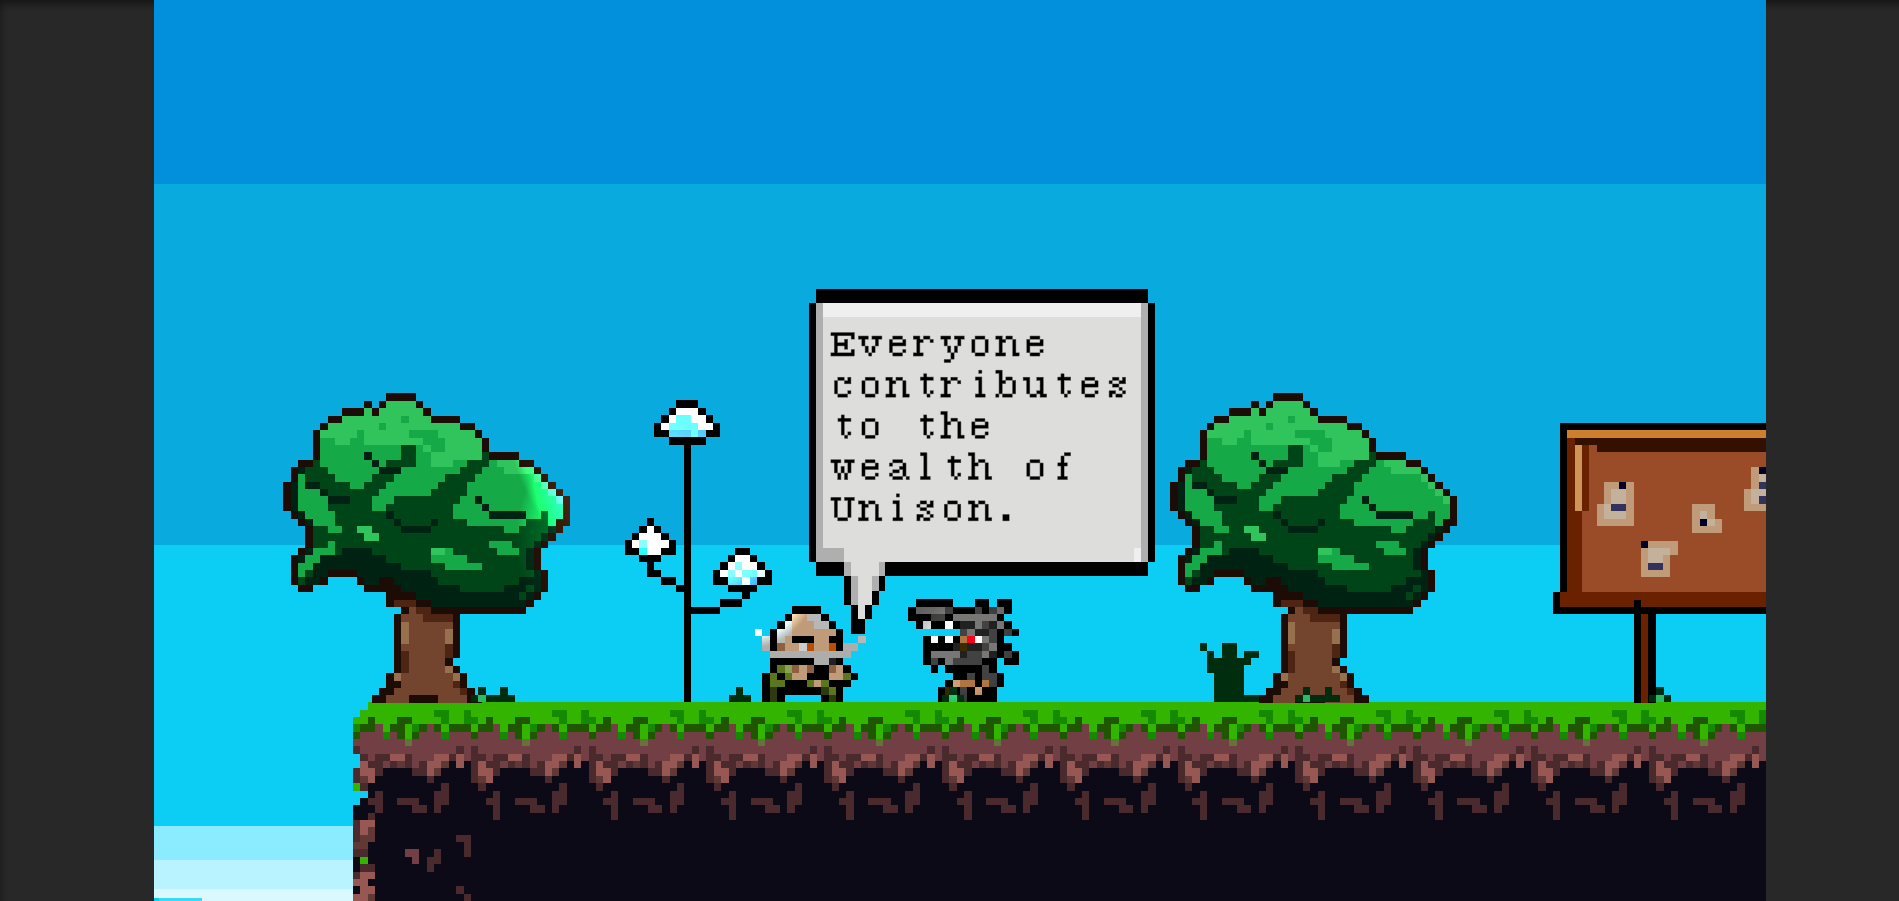 Everyone
contributes
to the
wealth of
Unison.